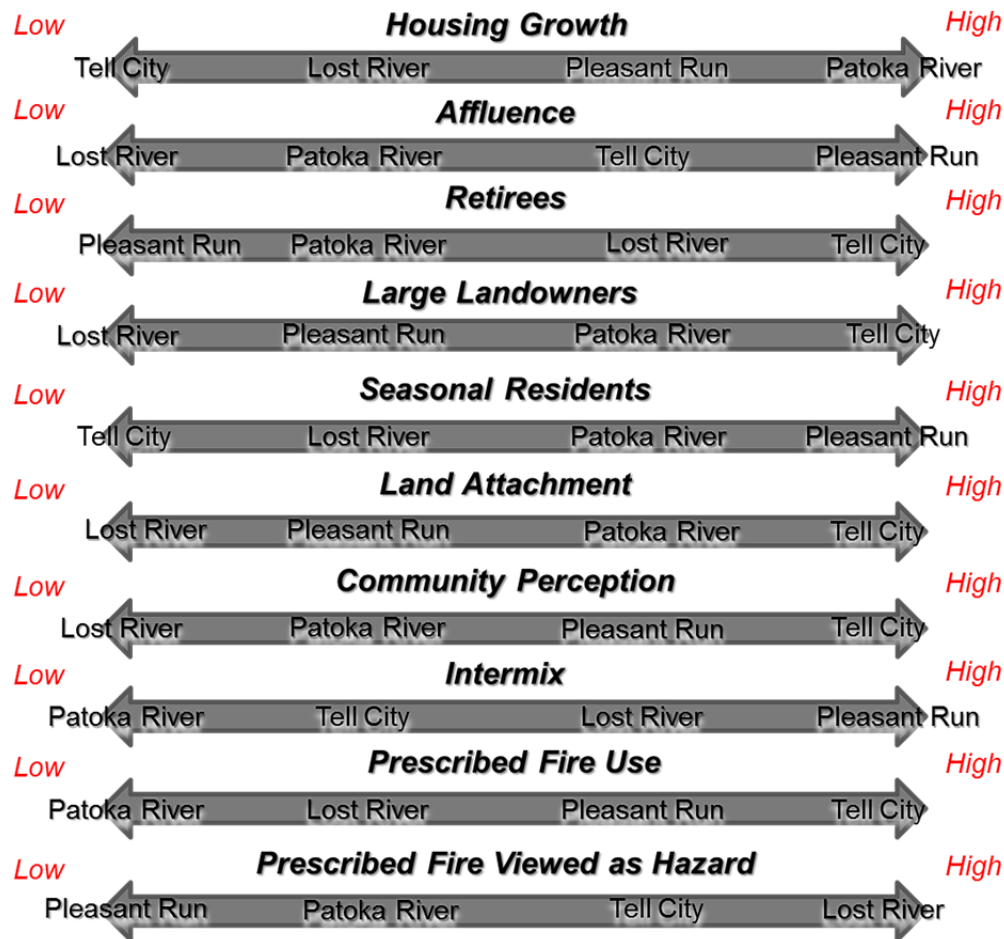 Low Housing Growth High
Tell City Lost River Pleasant Run Patoka River
Low Affluence High
Lost River Patoka River Tell City Pleasant Run
Low Retirees High
Pleasant Run Patoka River Lost River Tell City
Low Large Landowners High
Lost River Pleasant Run Patoka River Tell City
Low Seasonal Residents High
Tell City Lost River Patoka River Pleasant Run
Low Land Attachment High
Lost River Pleasant Run Patoka River Tell City
Low Community Perception High
Lost River Patoka River Pleasant Run Tell City
Low Intermix High
Patoka River Tell City Lost River Pleasant Run
Low Prescribed Fire Use High
Patoka River Lost River Pleasant Run Tell City
Low Prescribed Fire Viewed as Hazard High
Pleasant Run Patoka River Tell City Lost River